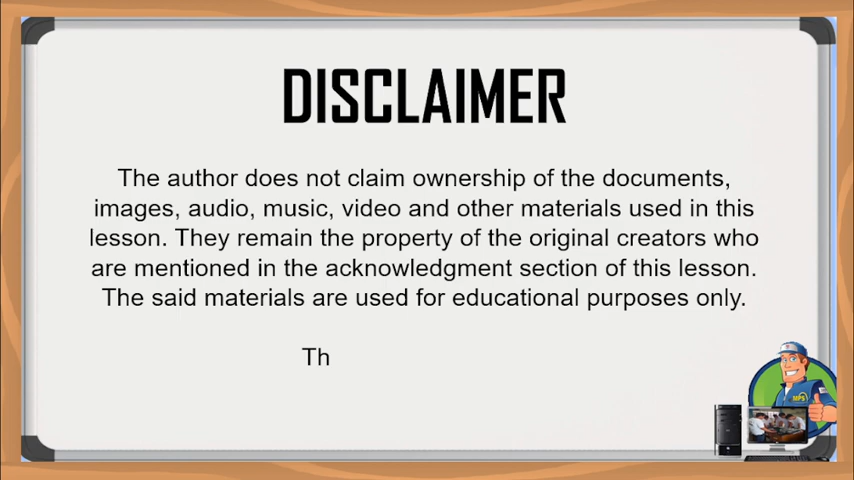 DISCLAIMER
The author does not claim ownership of the documents,
images, audio, music, video and other materials used in this
lesson. They remain the property of the original creators who
are mentioned in the acknowledgment section of this lesson.
The said materials are used for educational purposes only.
Th
MPS